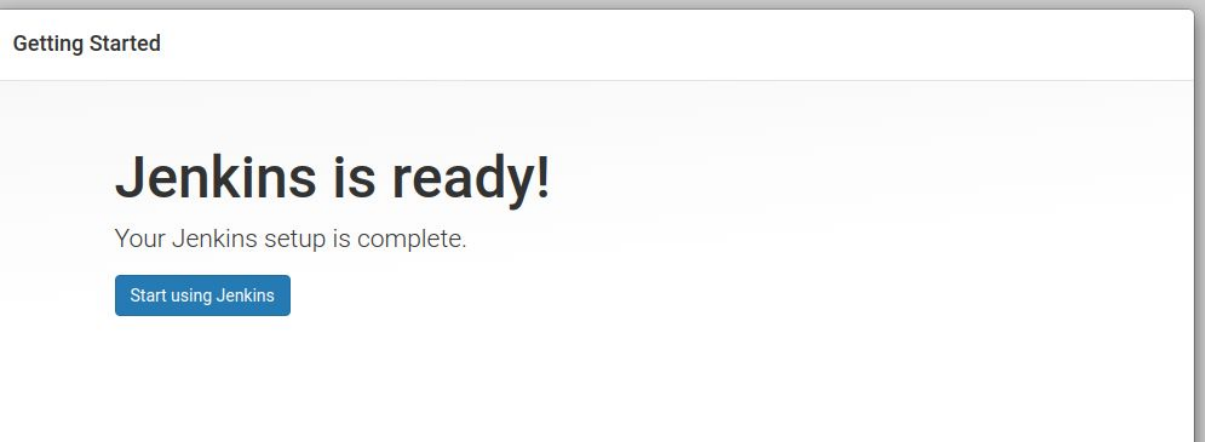 Getting Started
Jenkins is ready!
Your Jenkins setup is complete.
Start using Jenkins